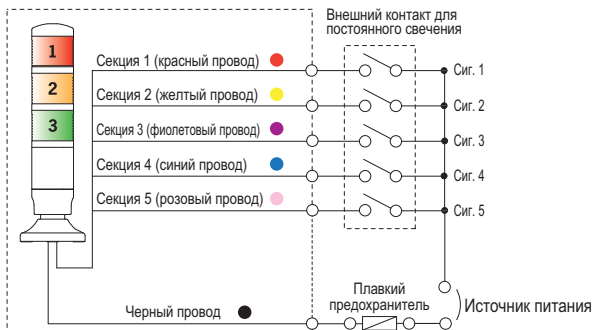 Внешний контакт для
постоянного свечения
1
Секция 1 (красный провод)
Сиг. 1
2
Секция 2 (желтый провод)
Сиг. 2
3
Секция 3 (фиолетовый провод)
Сиг. 3
Секция 4 (синий провод)
Сиг. 4
Секция 5 (розовый провод)
Сиг. 5
Плавкий
предохранитель
Источник питания
Черный провод